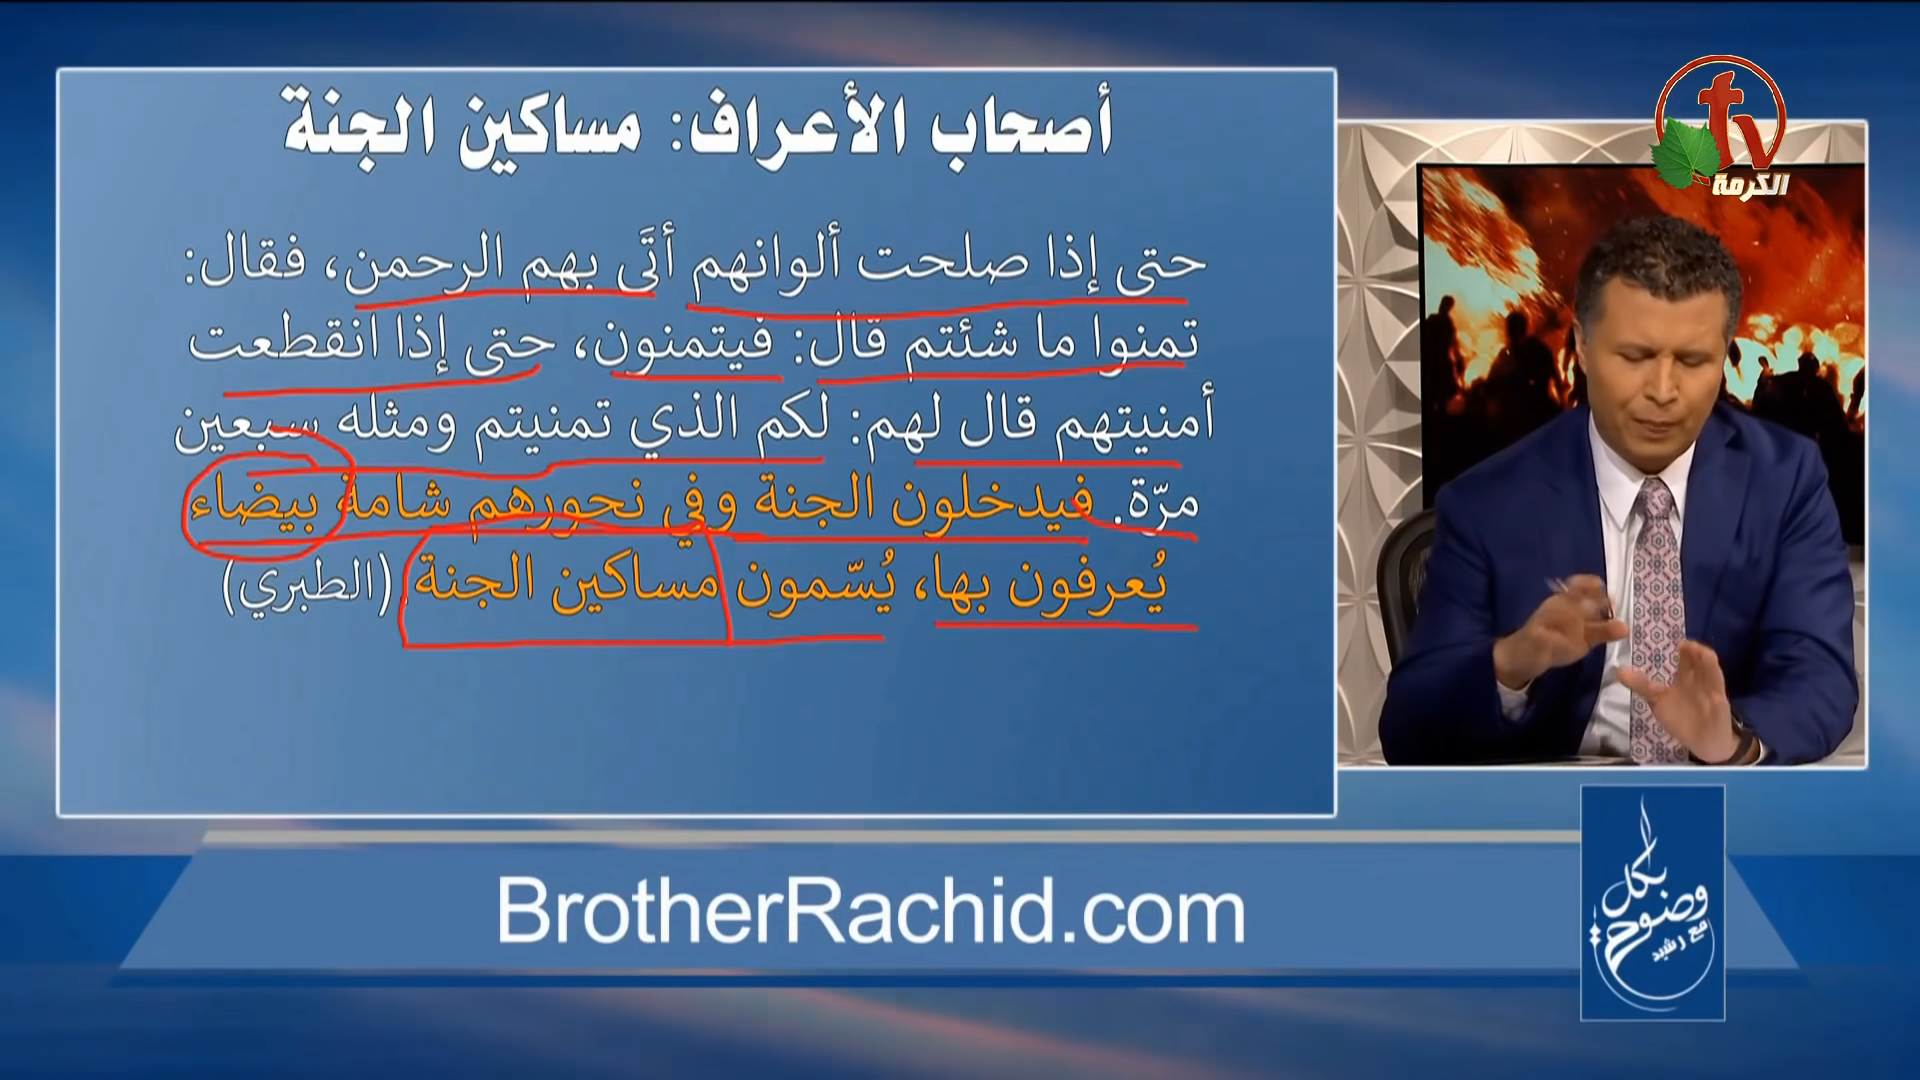 أصحاب الأعراف: مساكين الجنة
حتى إذا صلحت ألوانهم أتَى بهم الرحمن، فقال:
تمنوا ما شئتم قال: فيتمنون، حتى إذا انقطعت
أمنيتهم قال لهم: لكم الذي تمنيتم ومثله سبعين
مرّة. فيدخلون الجنة وفي نحورهم شامة بيضاء
يُعرفون بها، يُسّمون مساكين الجنة (الطبري)
tv
الكرمة
BrotherRachid.com
بكل
وضوح
مع رشيد